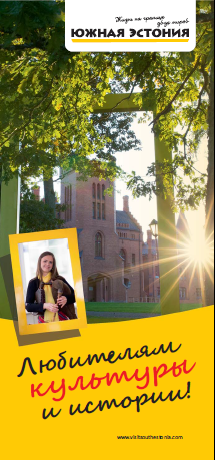 Жизнь на границе
двух миров
ЮЖНАЯ ЭСТОНИЯ
Любителям
культуры
и истории!
www.visitsouthestonia.com